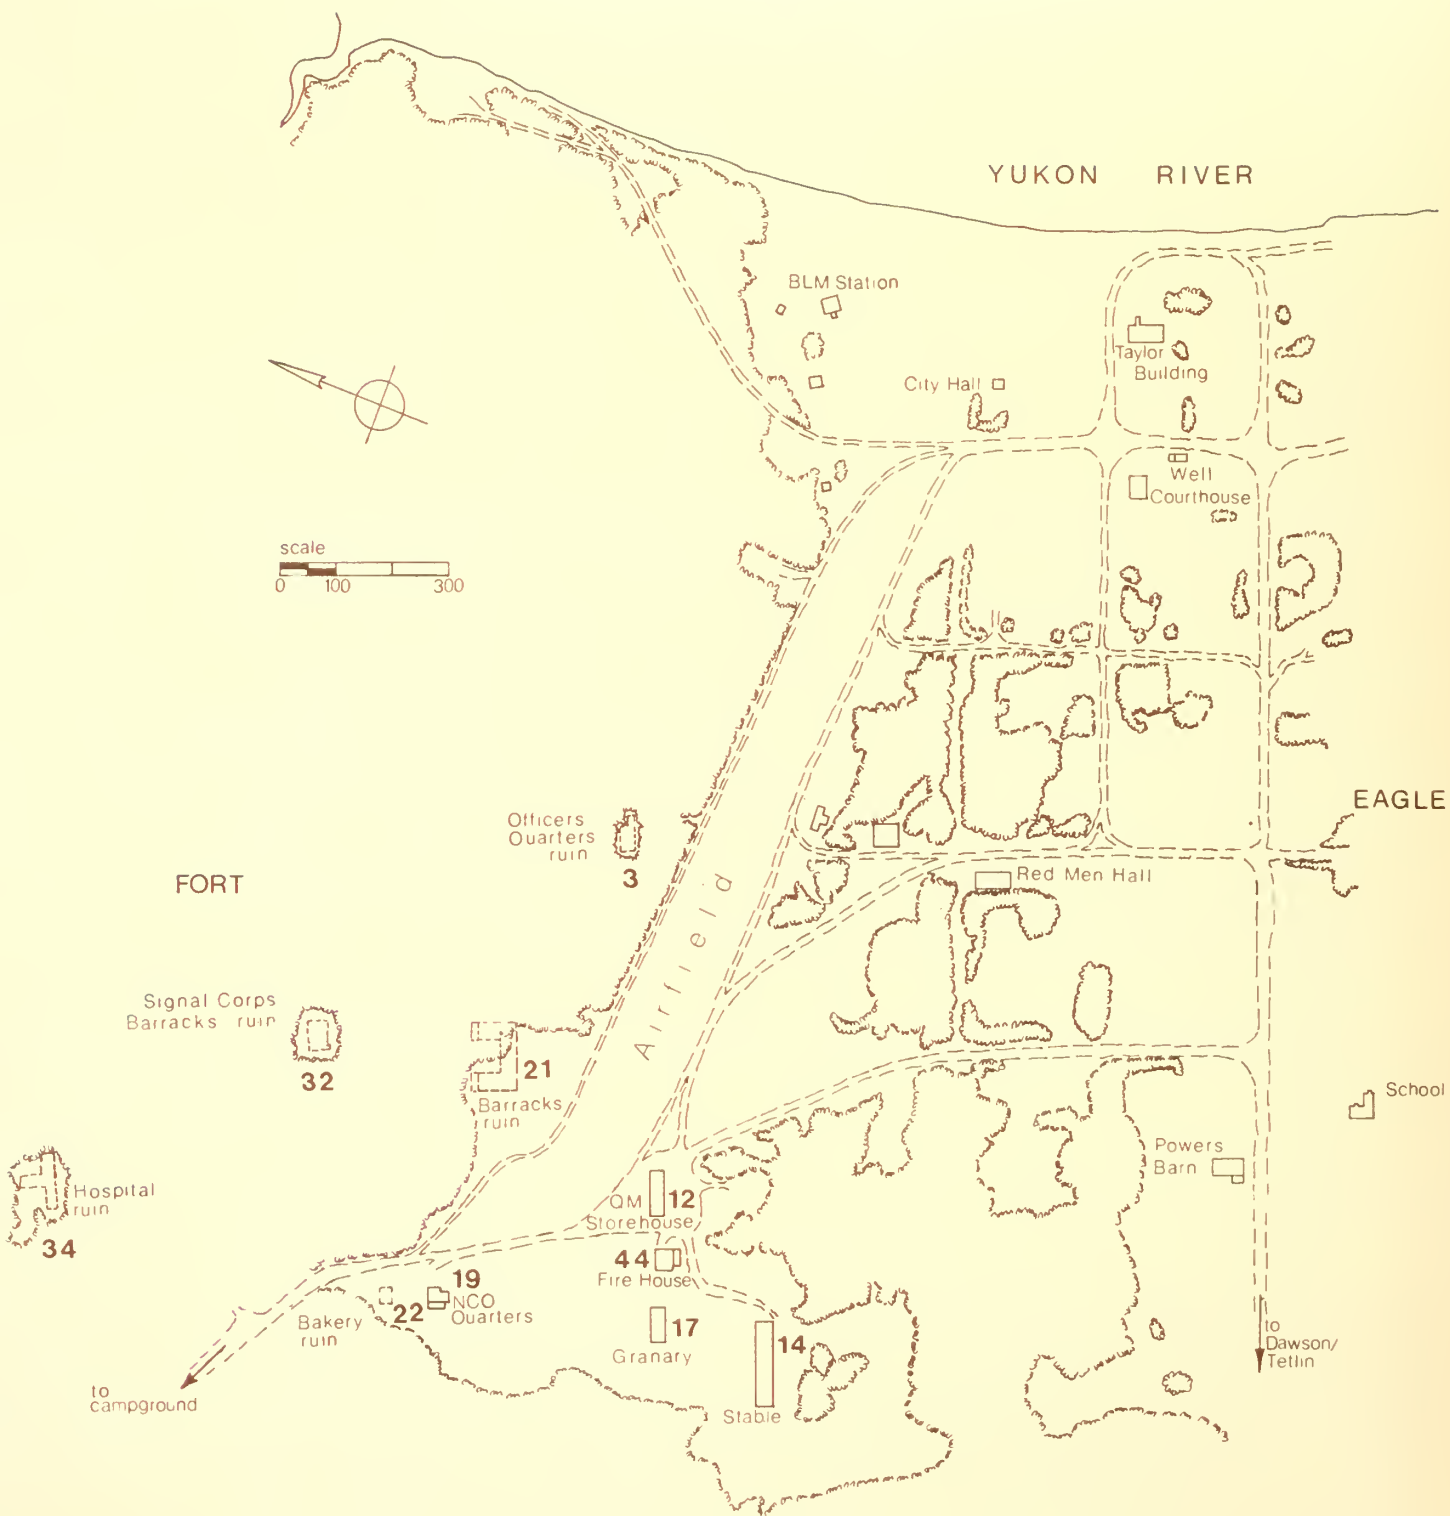 YUKON RIVER
BLM Station
Taylor
Building
City Hall
Well
Courthouse
scale
0 100 300
EAGLE
Officers
Quarters
ruin
3
Airfield
Red Men Hall
FORT
Signal Corps
Barracks ruin
32
21
Barracks
ruin
School
Powers
Barn
Hospital
ruin
34
QM 12
Storehouse
44
Fire House
19
NCO
Quarters
22
Bakery
ruin
17
Granary
14
Stable
to
Dawson/
Tetlin
to
campground